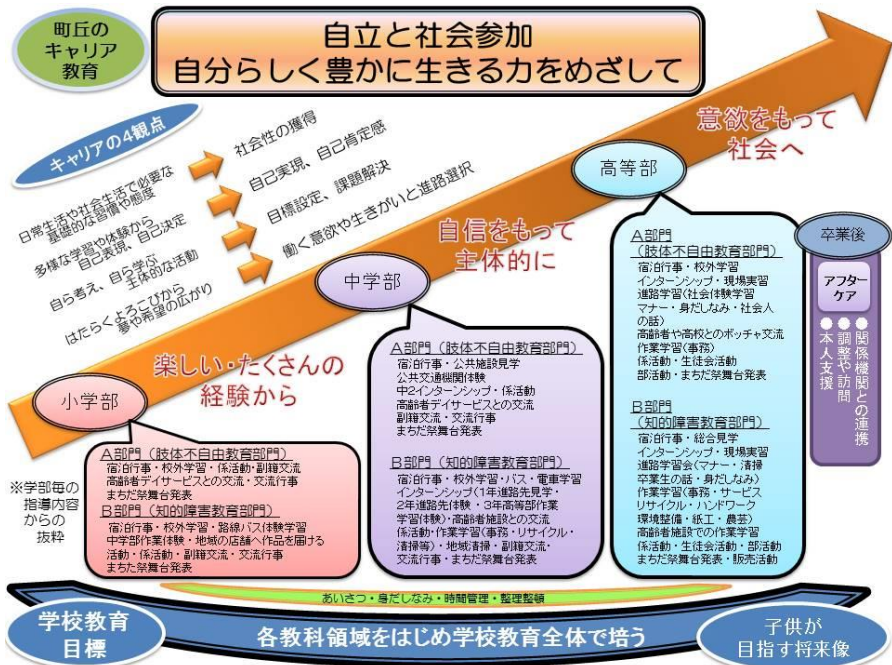 町丘の
キャリア
教育
自立と社会参加
自分らしく豊かに生きる力をめざして
キャリアの4観点
日常生活や社会生活で必要な
基礎的な習慣や態度
社会性の獲得
多様な学習や体験から
自己表現、自己決定
自己実現、自己肯定感
自ら考え、自ら学ぶ
主体的な活動
目標設定、課題解決
はたらくよろこびから
夢や希望の広がり
働く意欲や生きがいと進路選択
小学部
楽しい・たくさんの
経験から
中学部
自信をもって
主体的に
高等部
意欲をもって
社会へ
※学部毎の
指導内容
からの
抜粋
A部門（肢体不自由教育部門）
宿泊行事・校外学習・係活動・副籍交流
高齢者デイサービスとの交流・交流行事
まちだ祭舞台発表
B部門（知的障害教育部門）
宿泊行事・校外学習・路線バス体験学習
中学部作業体験・地域の店舗へ作品を届ける
活動・係活動・副籍交流・交流行事
まちた祭舞台発表
A部門（肢体不自由教育部門）
宿泊行事・公共施設見学
公共交通機関体験
中2インターンシップ・係活動
高齢者デイサービスとの交流
副籍交流・交流行事
まちだ祭舞台発表
B部門（知的障害教育部門）
宿泊行事・校外学習・バス・電車学習
インターンシップ(1年進路先見学・
2年進路先体験・3年高等部作業
学習体験)・高齢者施設との交流
係活動・作業学習(事務・リサイクル・
清掃等)・地域清掃・副籍交流・
交流行事・まちだ祭舞台発表
A部門
(肢体不自由教育部門)
宿泊行事・校外学習
インターンシップ・現場実習
進路学習(社会体験学習
マナー・身だしなみ・社会人
の話)
高齢者や高校とのボッチャ交流
作業学習(事務)
係活動・生徒会活動
部活動・まちだ祭舞台発表
B部門
(知的障害教育部門)
宿泊行事・総合見学
インターンシップ・現場実習
進路学習会(マナー・清掃
卒業生の話・身だしなみ)
作業学習(事務・サービス
リサイクル・ハンドワーク
環境整備・紙工・農芸)
高齢者施設での作業学習
係活動・生徒会活動・部活動
まちだ祭舞台発表・販売活動
卒業後
アフター
ケア
●関係機関との連携
●調整や訪問
●本人支援
あいさつ・身だしなみ・時間管理・整理整頓
学校教育
目標
各教科領域をはじめ学校教育全体で培う
子供が
目指す将来像